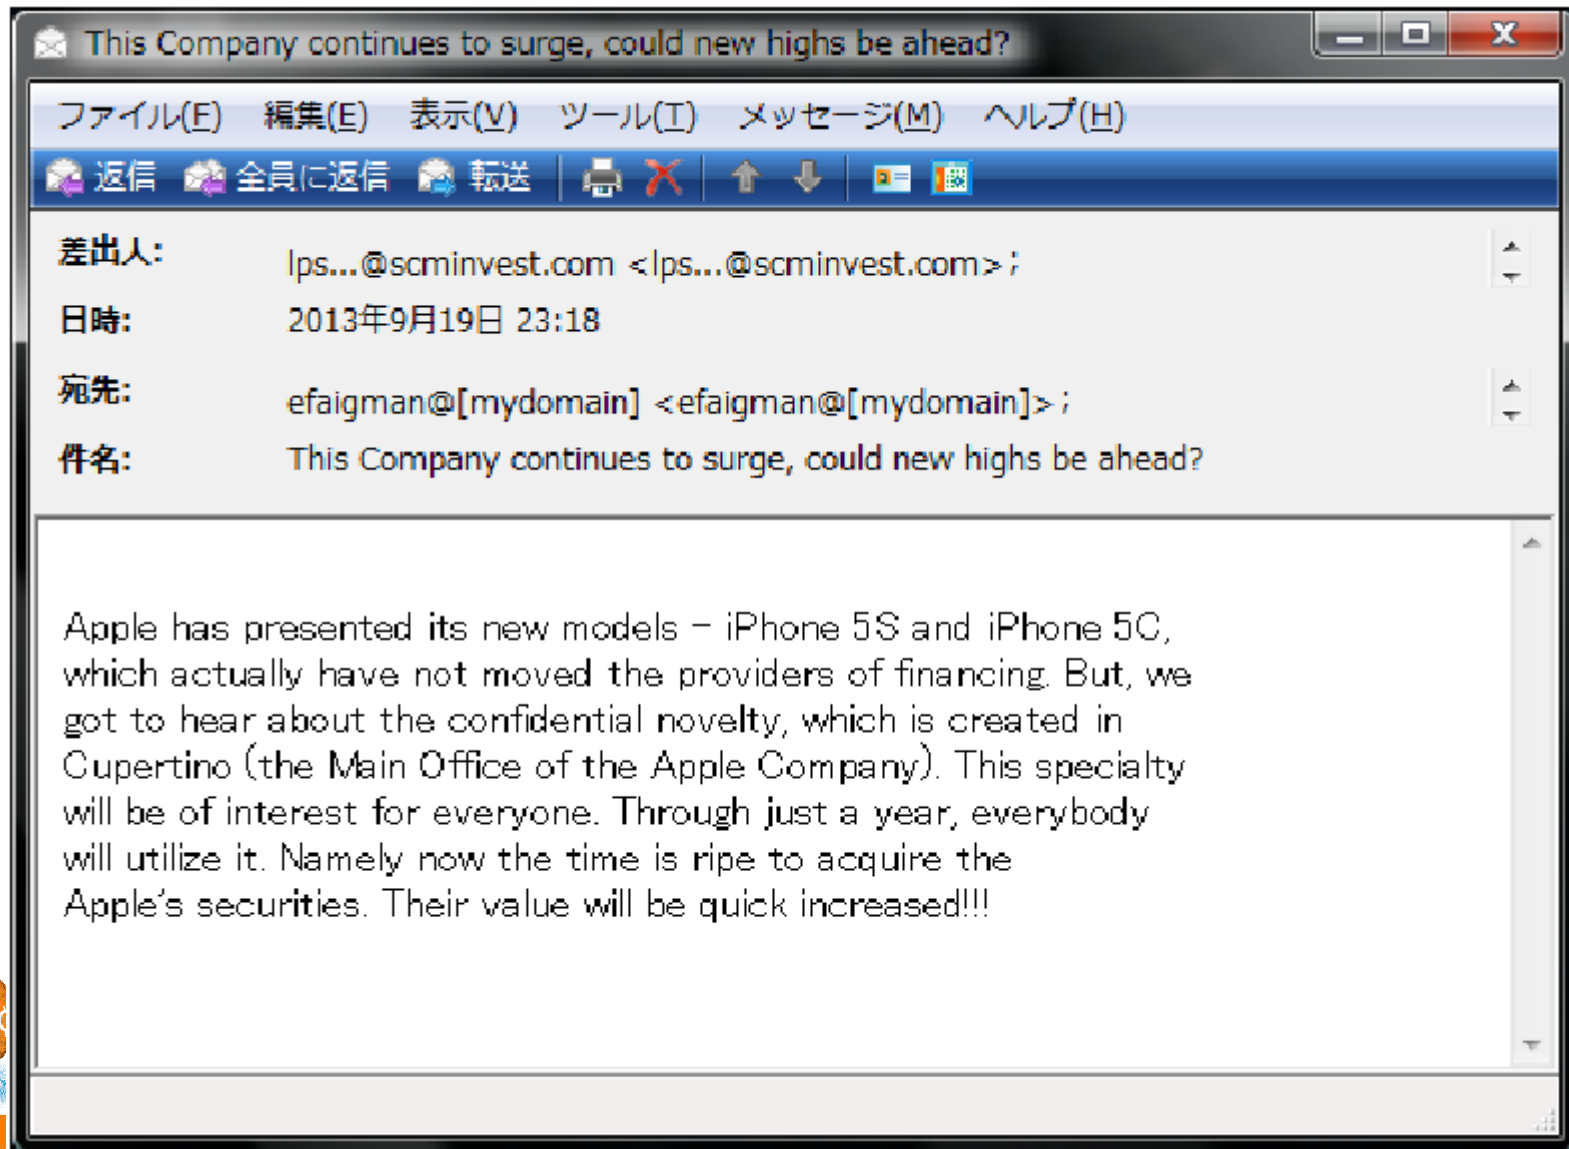 This Company continues to surge, could new highs be ahead?
ファイル(F) 編集(E) 表示(V) ツール(T) メッセージ(M) ヘルプ(H)
返信 全員に返信 転送
差出人: lps...@scminvest.com <lps...@scminvest.com>;
日時: 2013年9月19日 23:18
宛先: efaigman@[mydomain] <efaigman@[mydomain]>;
件名: This Company continues to surge, could new highs be ahead?
Apple has presented its new models - iPhone 5S and iPhone 5C,
which actually have not moved the providers of financing. But, we
got to hear about the confidential novelty, which is created in
Cupertino (the Main Office of the Apple Company). This specialty
will be of interest for everyone. Through just a year, everybody
will utilize it. Namely now the time is ripe to acquire the
Apple's securities. Their value will be quick increased!!!